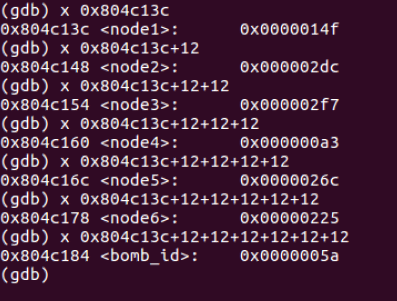 (gdb) x 0x804c13c
0x804c13c <node1>: 0x0000014f
(gdb) x 0x804c13c+12
0x804c148 <node2>: 0x000002dc
(gdb) x 0x804c13c+12+12
0x804c154 <node3>: 0x000002f7
(gdb) x 0x804c13c+12+12+12
0x804c160 <node4>: 0x000000a3
(gdb) x 0x804c13c+12+12+12+12
0x804c16c <node5>: 0x0000026c
(gdb) x 0x804c13c+12+12+12+12+12
0x804c178 <node6>: 0x00000225
(gdb) x 0x804c13c+12+12+12+12+12+12
0x804c184 <bomb_id>: 0x0000005a
(gdb)